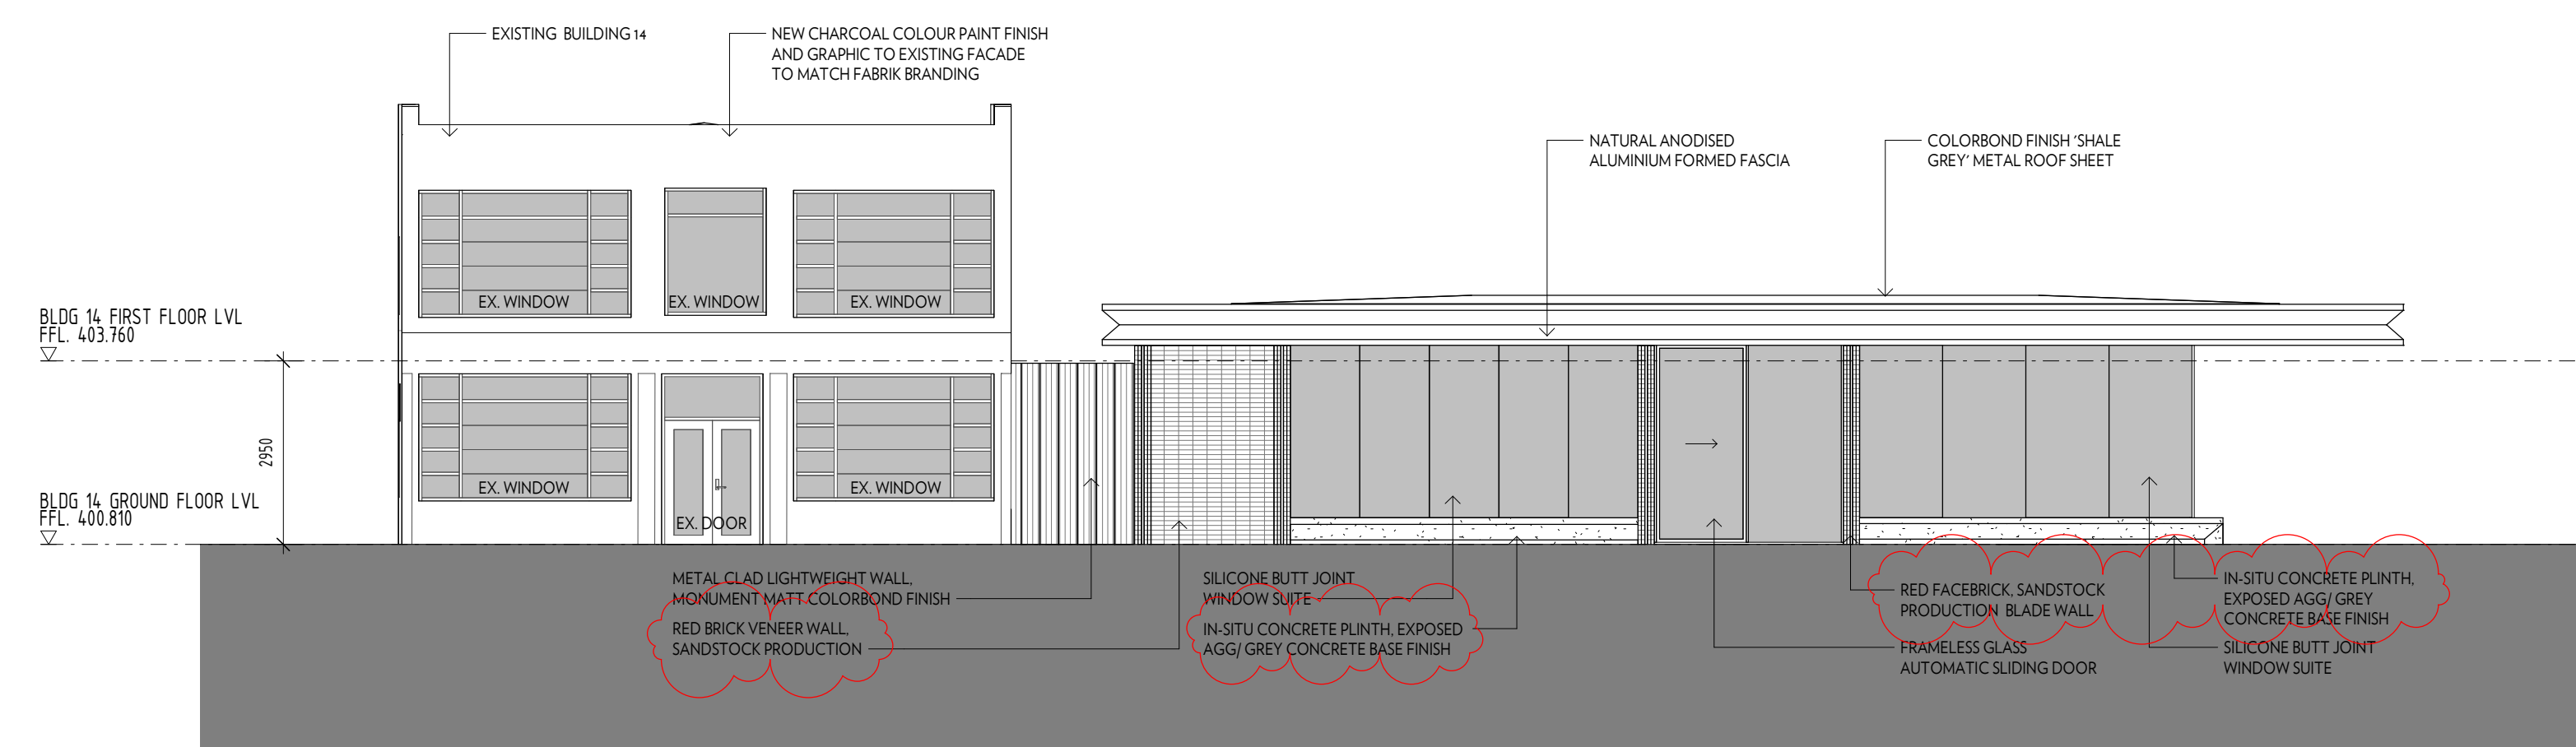 EXISTING BUILDING 14
NEW CHARCOAL COLOUR PAINT FINISH
AND GRAPHIC TO EXISTING FACADE
TO MATCH FABRIK BRANDING
NATURAL ANODISED
ALUMINIUM FORMED FASCIA
COLORBOND FINISH 'SHALE
GREY' METAL ROOF SHEET
EX. WINDOW
EX. WINDOW
EX. WINDOW
BLDG 14 FIRST FLOOR LVL
FFL. 403.760
2950
EX. WINDOW
EX. WINDOW
EX. DOOR
BLDG 14 GROUND FLOOR LVL
FFL. 400.810
METAL CLAD LIGHTWEIGHT WALL,
MONUMENT MATT COLORBOND FINISH
RED BRICK VENEER WALL,
SANDSTOCK PRODUCTION
SILICONE BUTT JOINT
WINDOW SUITE
IN-SITU CONCRETE PLINTH, EXPOSED
AGG/ GREY CONCRETE BASE FINISH
RED FACEBRICK, SANDSTOCK
PRODUCTION BLADE WALL
FRAMELESS GLASS
AUTOMATIC SLIDING DOOR
IN-SITU CONCRETE PLINTH,
EXPOSED AGG/ GREY
CONCRETE BASE FINISH
SILICONE BUTT JOINT
WINDOW SUITE